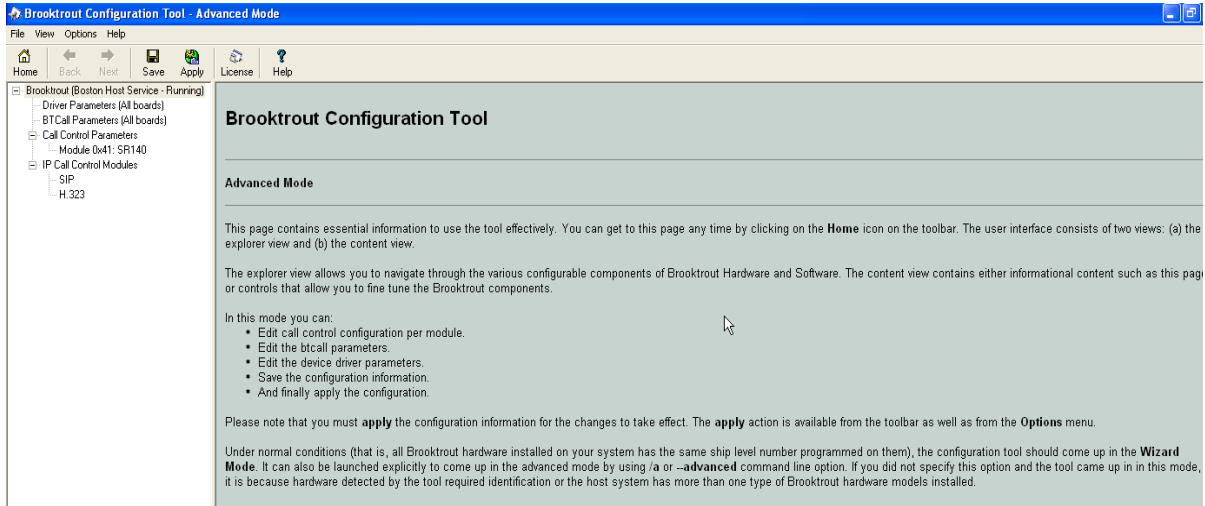 Brooktrout Configuration Tool - Advanced Mode
File View Options Help
Home Back Next Save Apply License Help
Brooktrout (Boston Host Service - Running)
Driver Parameters (All boards)
BTCall Parameters (All boards)
Call Control Parameters
Module 0x41: SR140
IP Call Control Modules
SIP
H.323
Brooktrout Configuration Tool
Advanced Mode
This page contains essential information to use the tool effectively. You can get to this page any time by clicking on the Home icon on the toolbar. The user interface consists of two views: (a) the
explorer view and (b) the content view.
The explorer view allows you to navigate through the various configurable components of Brooktrout Hardware and Software. The content view contains either informational content such as this page
or controls that allow you to fine tune the Brooktrout components.
In this mode you can:
• Edit call control configuration per module.
• Edit the btcall parameters.
• Edit the device driver parameters.
• Save the configuration information.
• And finally apply the configuration.
Please note that you must apply the configuration information for the changes to take effect. The apply action is available from the toolbar as well as from the Options menu.
Under normal conditions (that is, all Brooktrout hardware installed on your system has the same ship level number programmed on them), the configuration tool should come up in the Wizard
Mode. It can also be launched explicitly to come up in the advanced mode by using /a or --advanced command line option. If you did not specify this option and the tool came up in in this mode,
it is because hardware detected by the tool required identification or the host system has more than one type of Brooktrout hardware models installed.